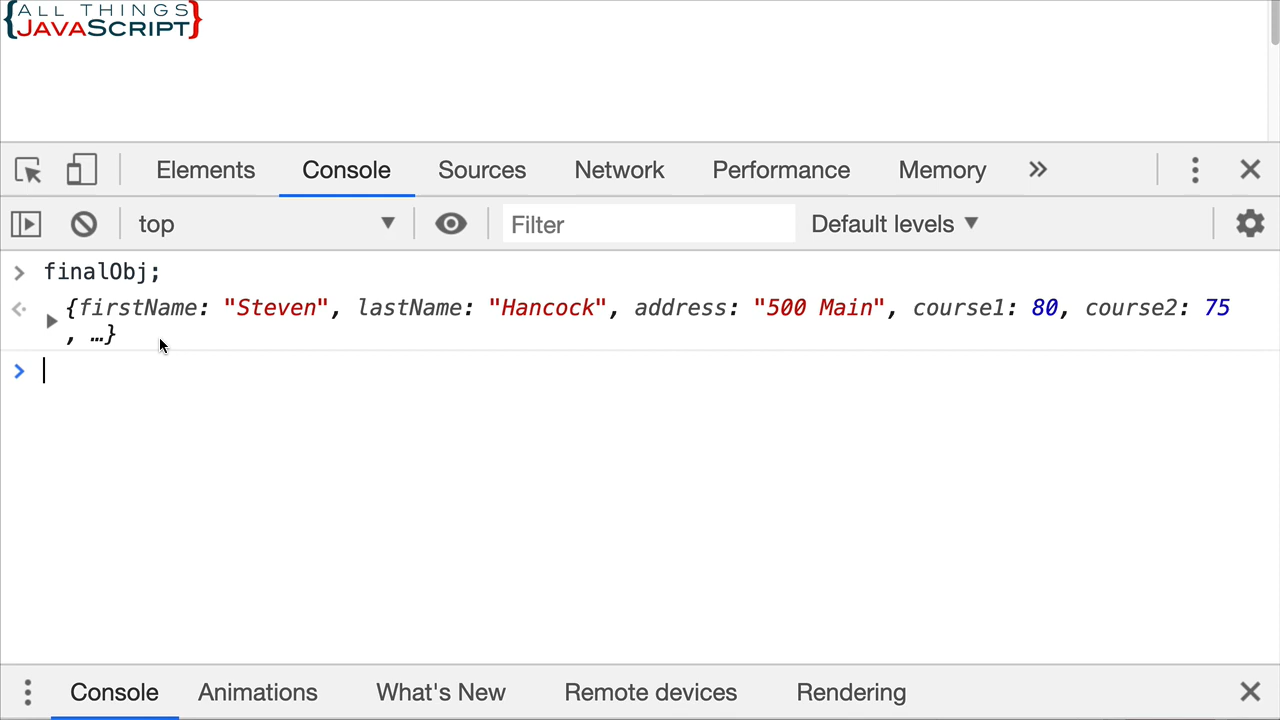 {ALL THINGS
JAVASCRIPT}
Elements Console Sources Network Performance Memory »
top Filter Default levels
> finalObj;
{firstName: "Steven", lastName: "Hancock", address: "500 Main", course1: 80, course2: 75
, …}
>
Console Animations What's New Remote devices Rendering